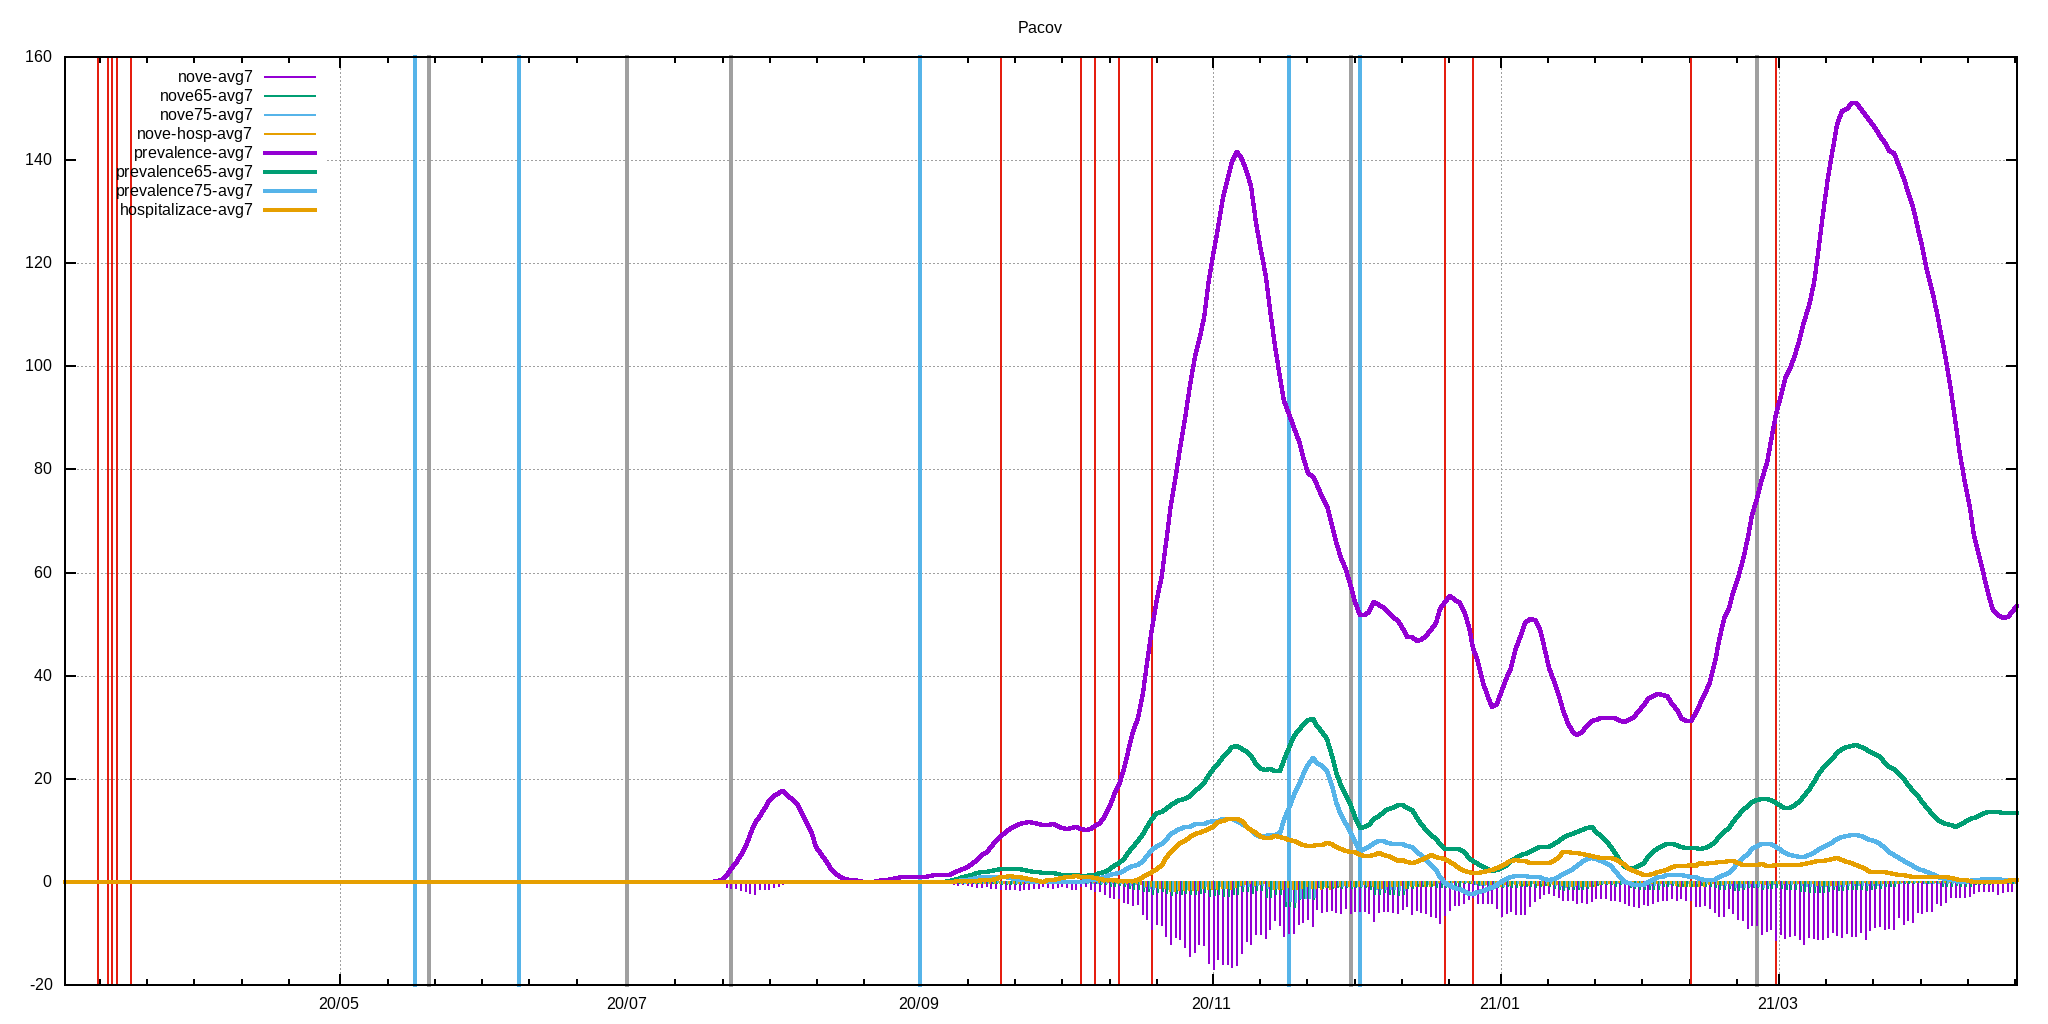 Pacov
160
140
120
100
80
60
40
20
0
-20
nove-avg7
nove65-avg7
nove75-avg7
nove-hosp-avg7
prevalence-avg7
prevalence65-avg7
prevalence75-avg7
hospitalizace-avg7
20/05 20/07 20/09 20/11 21/01 21/03